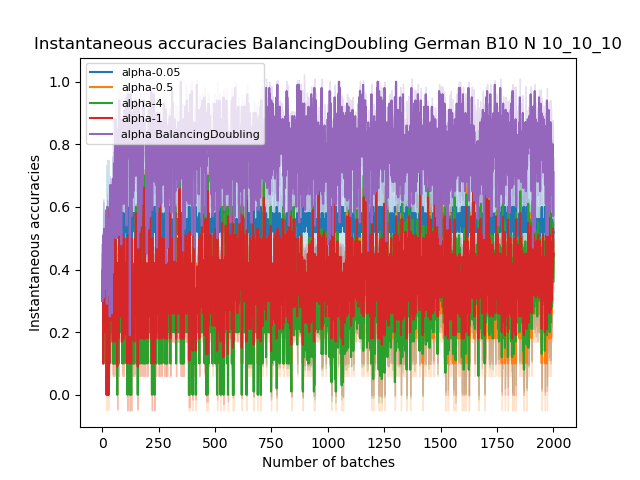 Instantaneous accuracies BalancingDoubling German B10 N 10_10_10
alpha-0.05
alpha-0.5
alpha-4
alpha-1
alpha BalancingDoubling
1.0
0.8
0.6
0.4
0.2
0.0
Instantaneous accuracies
0 250 500 750 1000 1250 1500 1750 2000
Number of batches